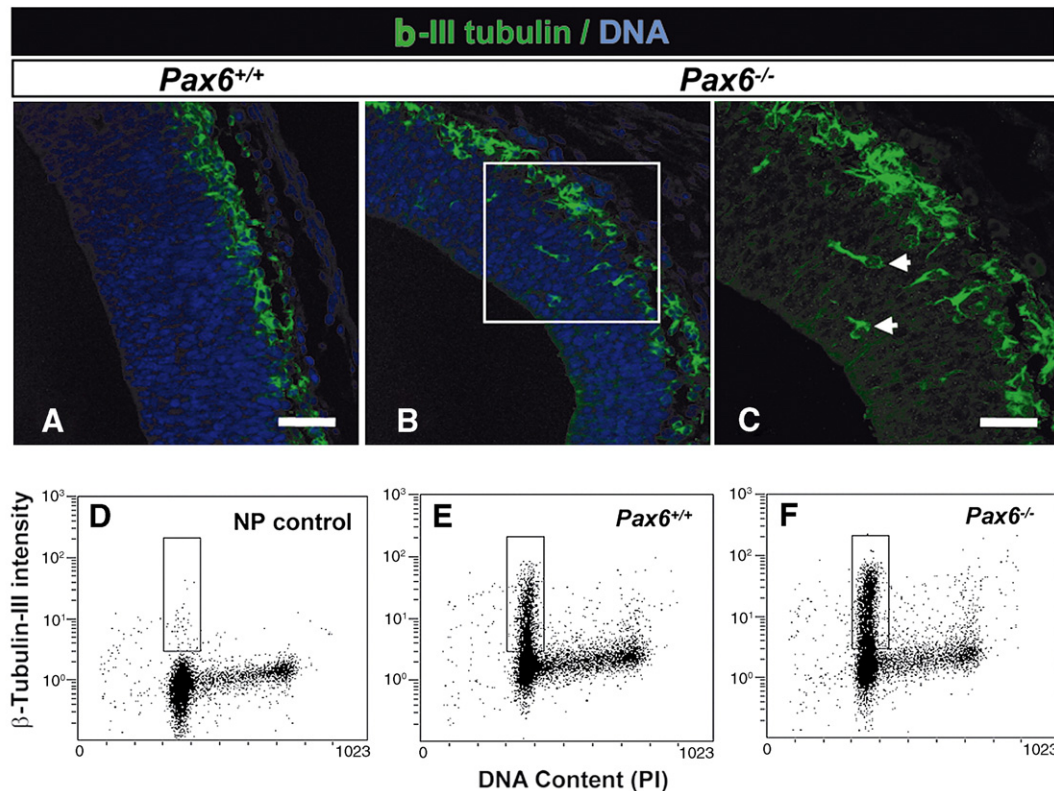 b-III tubulin / DNA
Pax6+/+ Pax6-/-
A B C
β-Tubulin-III intensity
D NP control
10³
10²
10¹
10⁰
0 1023
E Pax6+/+
10³
10²
10¹
10⁰
0 1023
F Pax6-/-
10³
10²
10¹
10⁰
0 1023
DNA Content (PI)